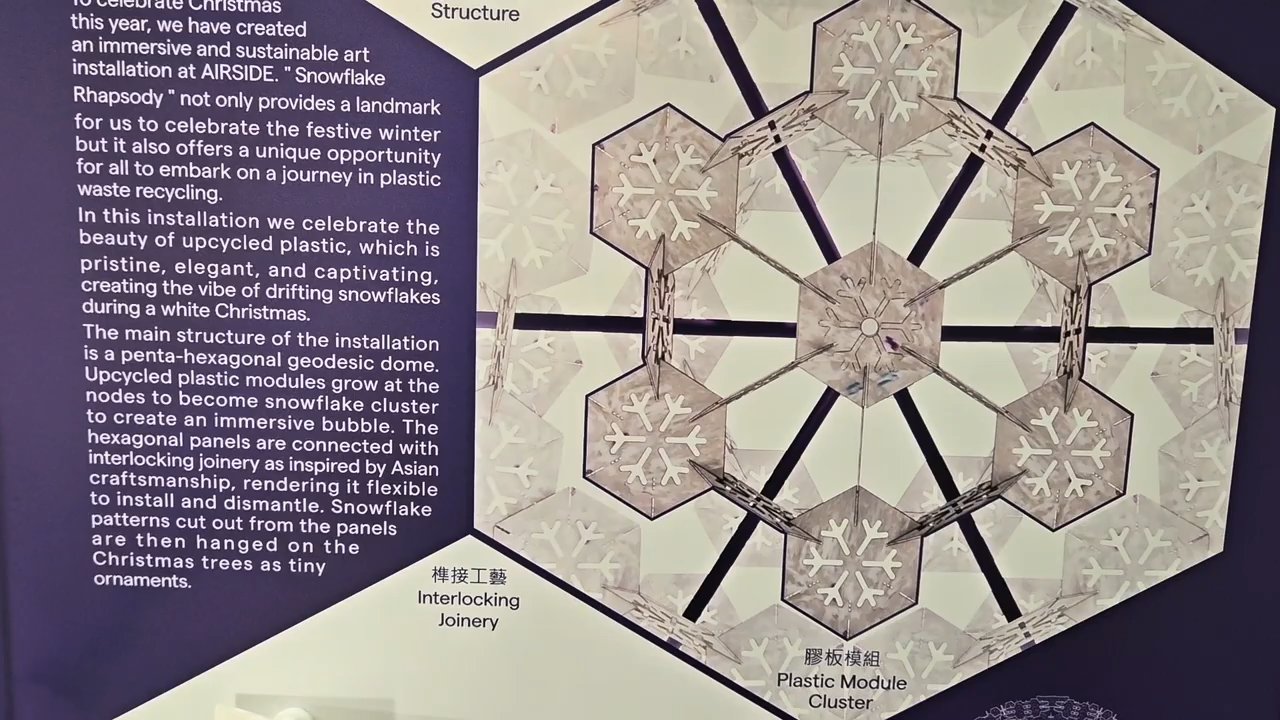 To celebrate Christmas
this year, we have created
an immersive and sustainable art
installation at AIRSIDE. " Snowflake
Rhapsody " not only provides a landmark
for us to celebrate the festive winter
but it also offers a unique opportunity
for all to embark on a journey in plastic
waste recycling.
In this installation we celebrate the
beauty of upcycled plastic, which is
pristine, elegant, and captivating,
creating the vibe of drifting snowflakes
during a white Christmas.
The main structure of the installation
is a penta-hexagonal geodesic dome.
Upcycled plastic modules grow at the
nodes to become snowflake cluster
to create an immersive bubble. The
hexagonal panels are connected with
interlocking joinery as inspired by Asian
craftsmanship, rendering it flexible
to install and dismantle. Snowflake
patterns cut out from the panels
are then hanged on the
Christmas trees as tiny
ornaments.
Structure
榫接工藝
Interlocking
Joinery
膠板模組
Plastic Module
Cluster